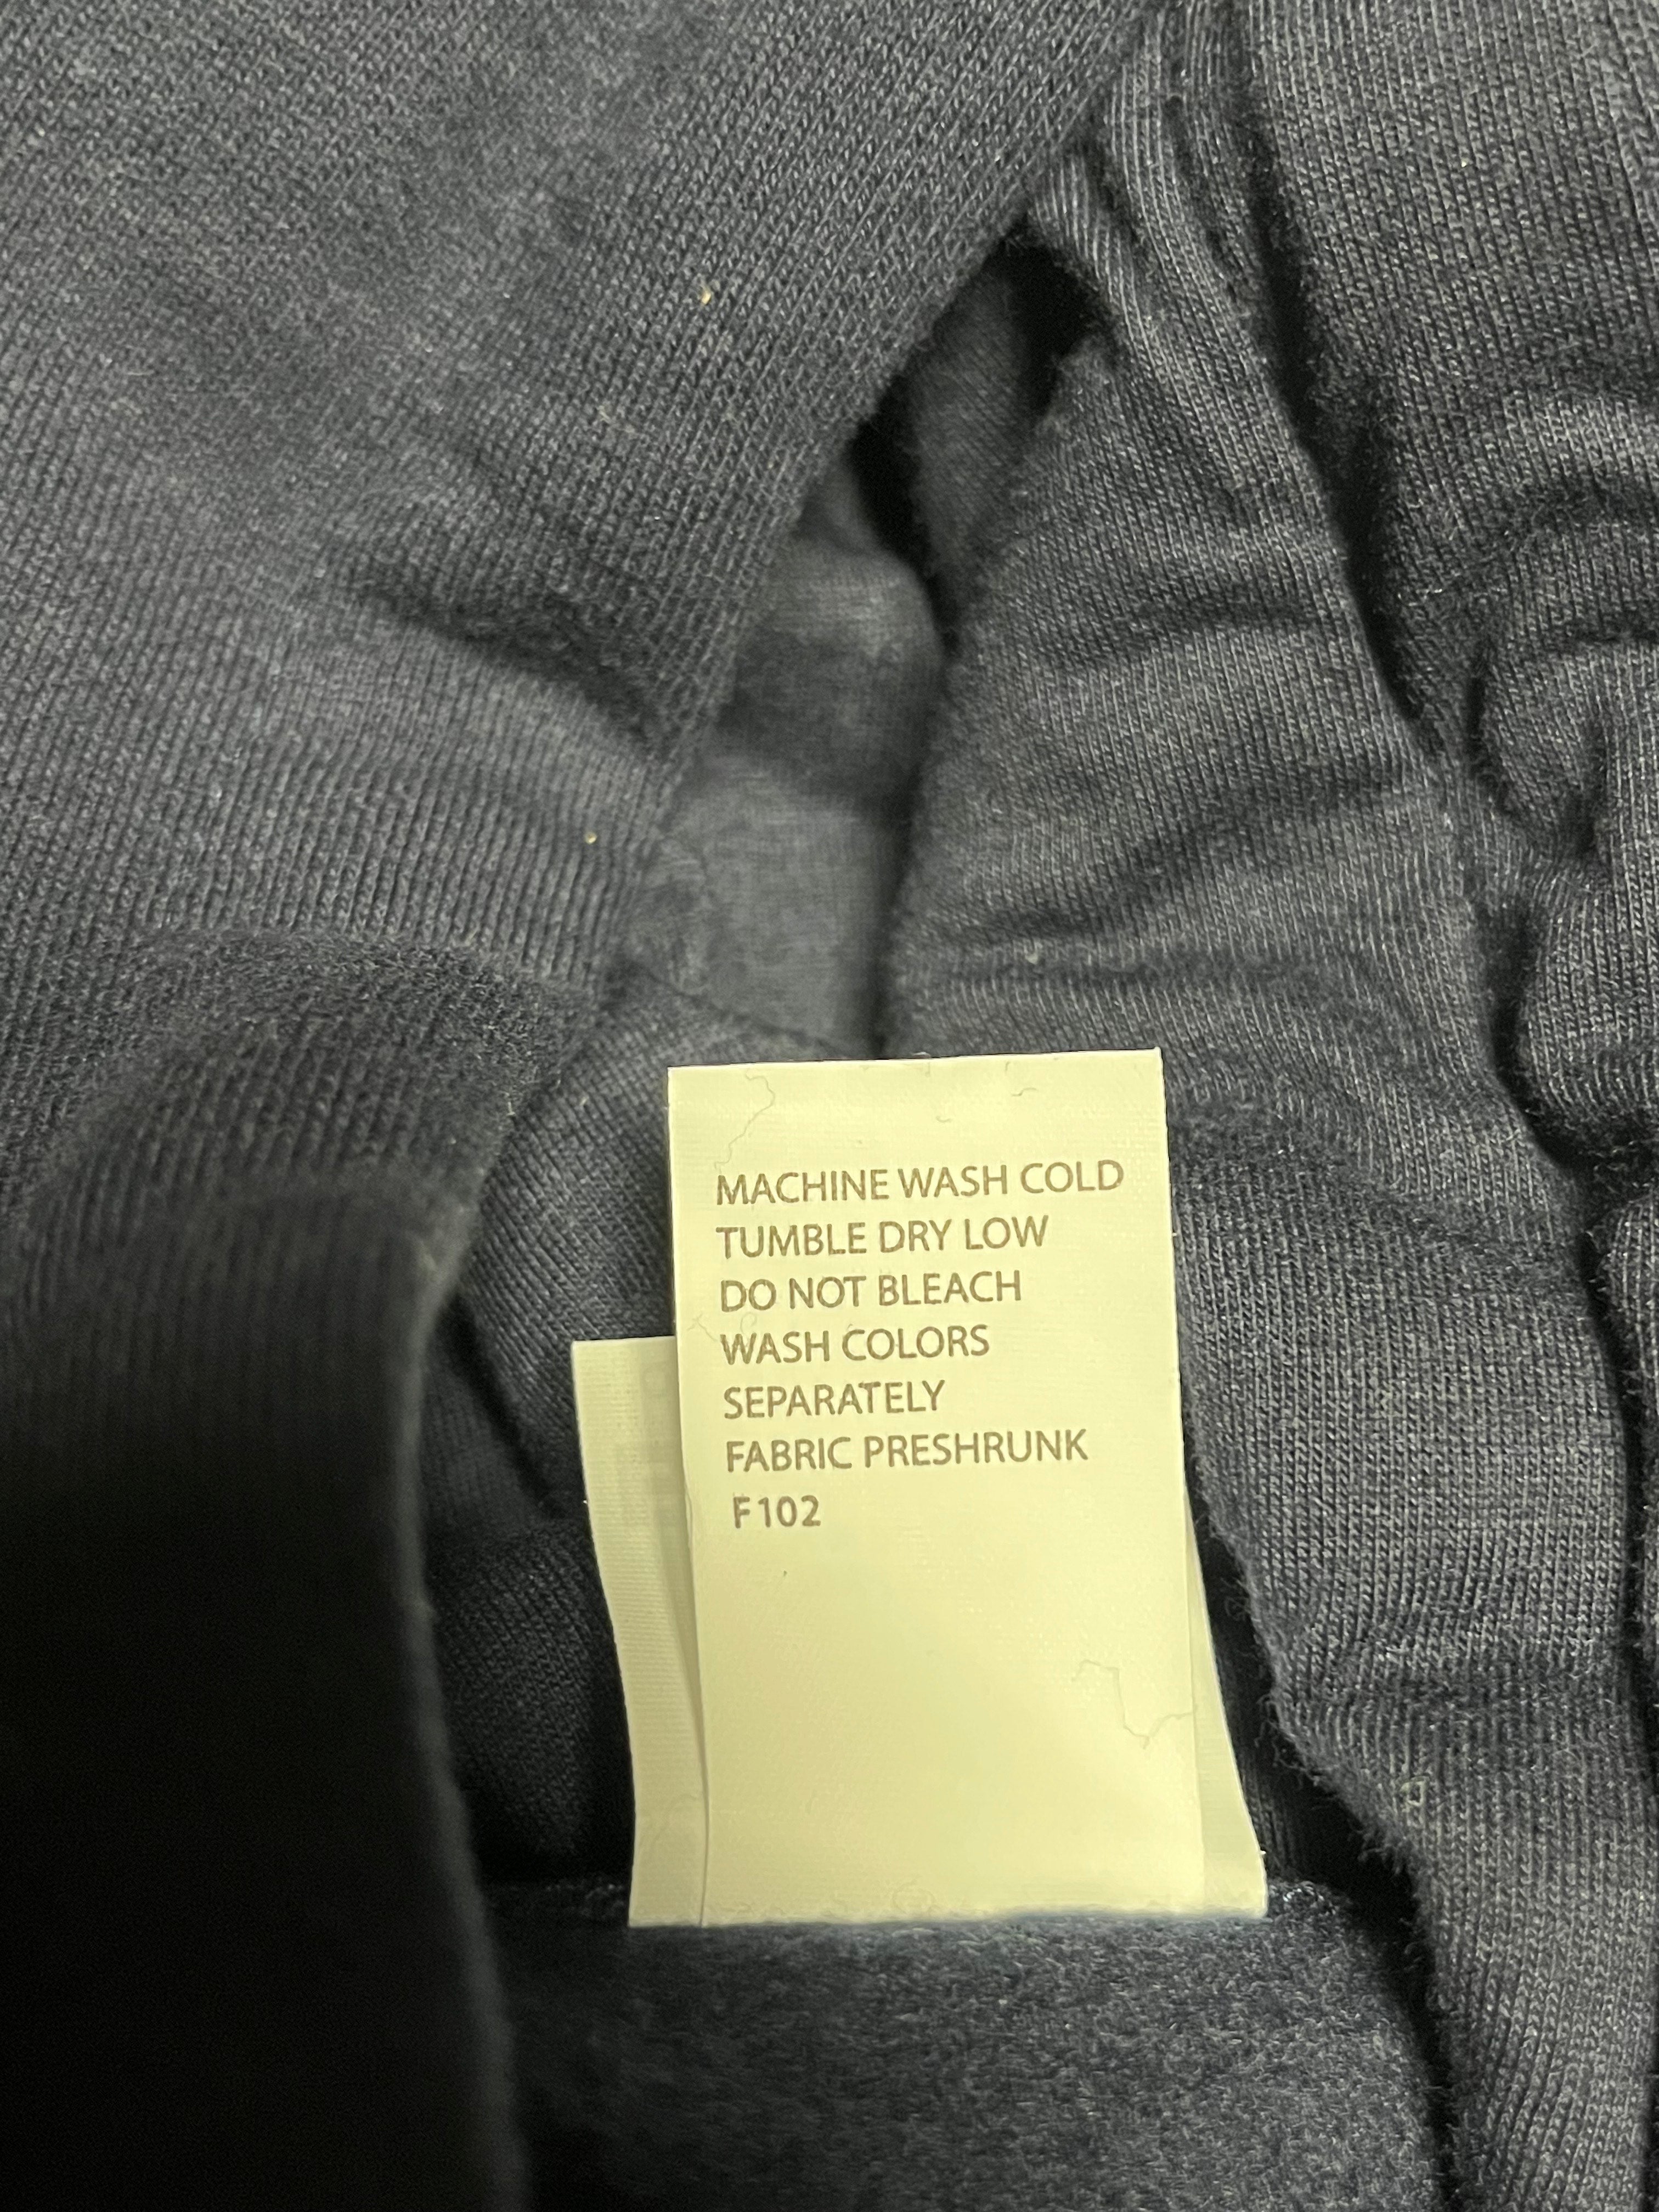 MACHINE WASH COLD
TUMBLE DRY LOW
DO NOT BLEACH
WASH COLORS
SEPARATELY
FABRIC PRESHRUNK
F102